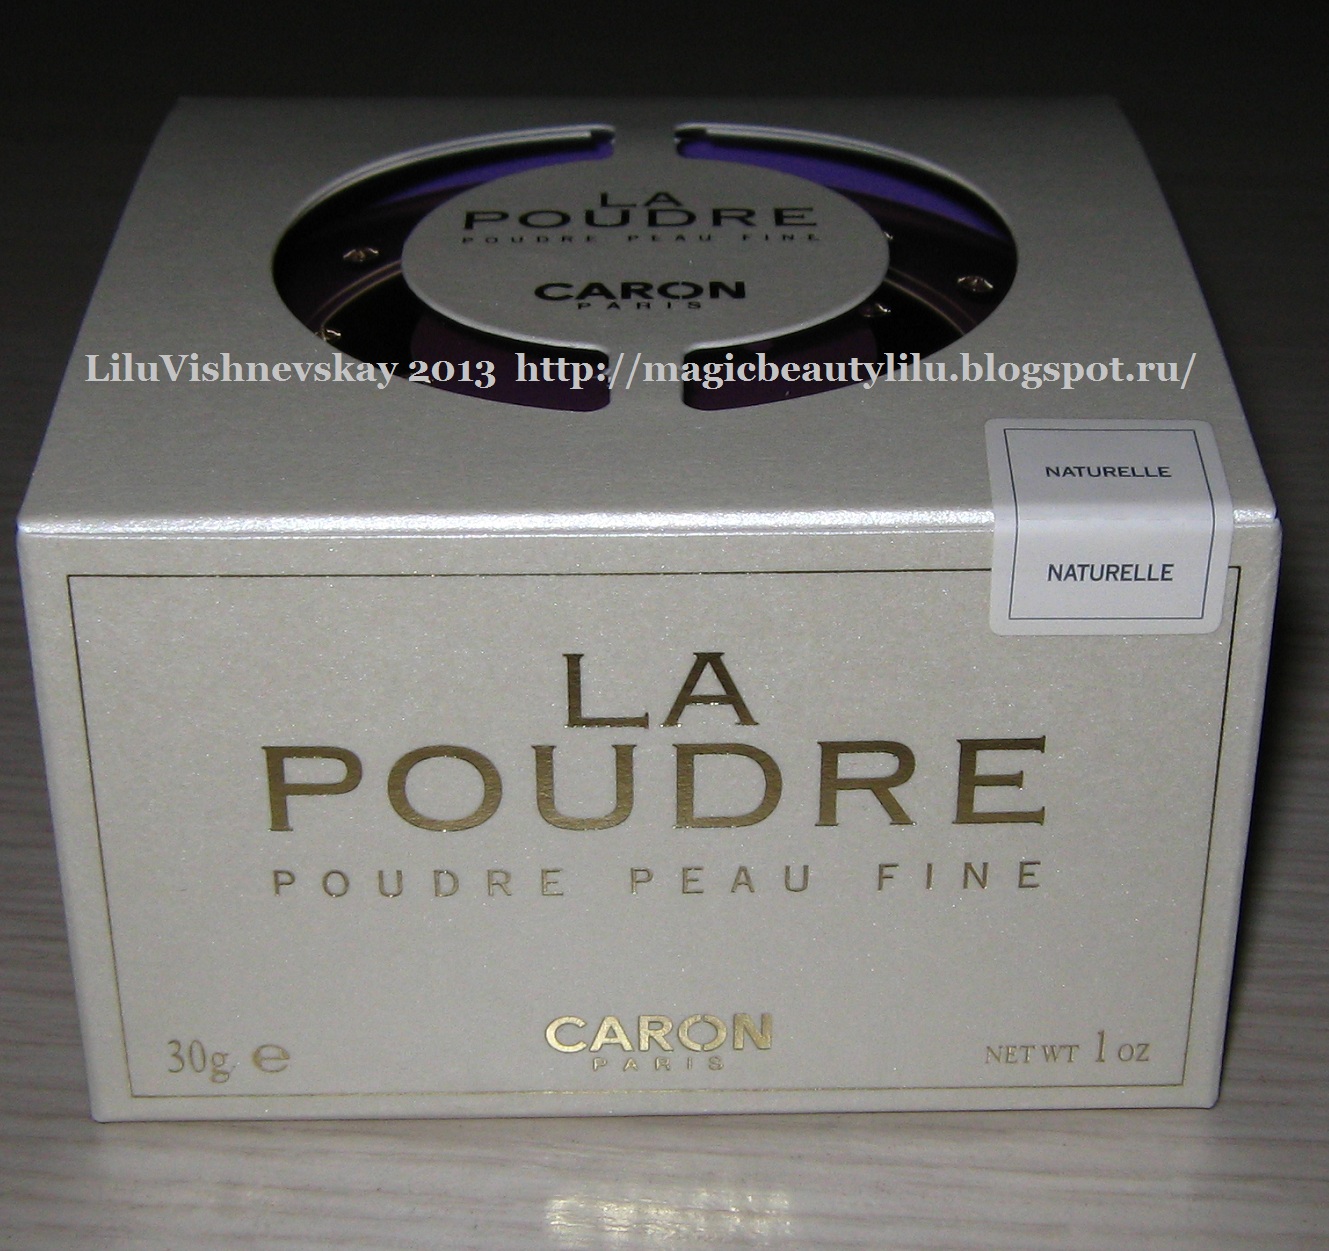 LA
POUDRE
POUDRE PEAU FINE
CARON
PARIS
LiluVishnevskay 2013 http://magicbeautylilu.blogspot.ru/
NATURELLE
NATURELLE
LA
POUDRE
POUDRE PEAU FINE
CARON
PARIS
30g. ℮
NET WT 1 OZ